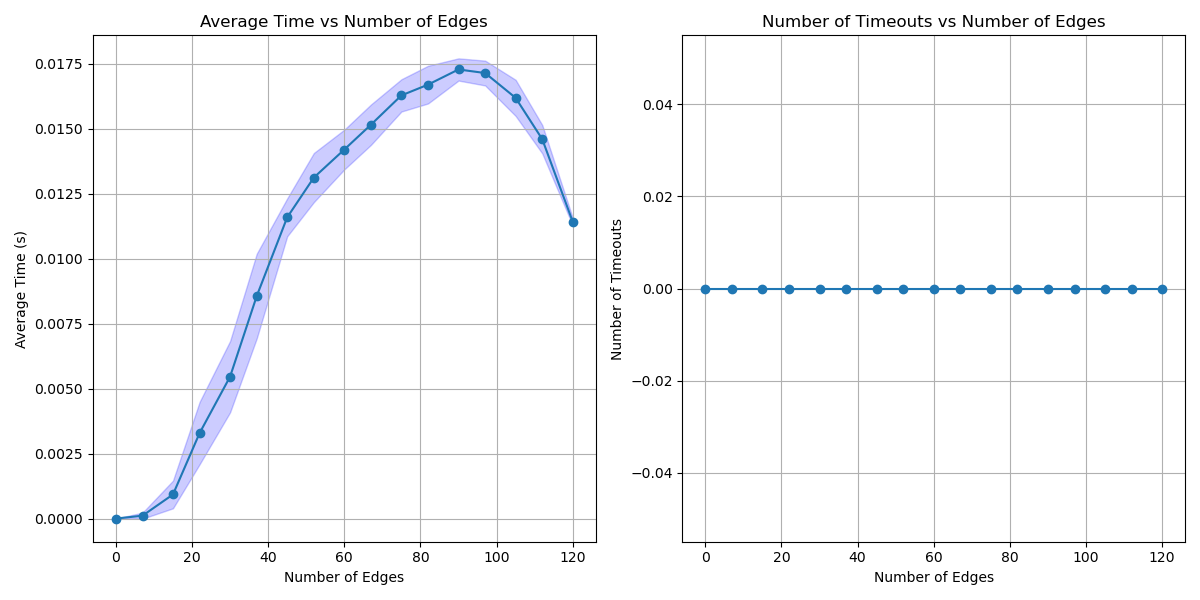 Average Time vs Number of Edges
Average Time (s)
0.0175
0.0150
0.0125
0.0100
0.0075
0.0050
0.0025
0.0000
0 20 40 60 80 100 120
Number of Edges
Number of Timeouts vs Number of Edges
Number of Timeouts
0.04
0.02
0.00
−0.02
−0.04
0 20 40 60 80 100 120
Number of Edges